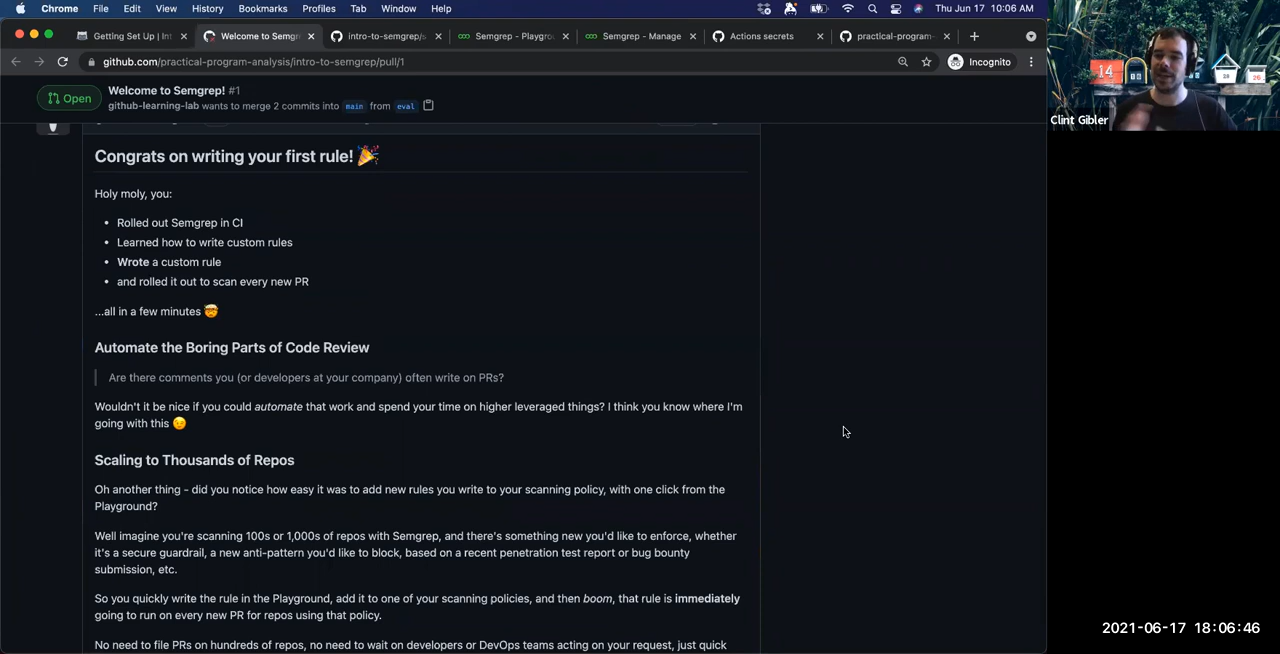 Chrome File Edit View History Bookmarks Profiles Tab Window Help Thu Jun 17 10:06 AM
Getting Set Up | Int Welcome to Semgr intro-to-semgrep/s Semgrep - Playgrou Semgrep - Manage Actions secrets practical-program-
github.com/practical-program-analysis/intro-to-semgrep/pull/1 Incognito
14
Clint Gibler
Open
Welcome to Semgrep! #1
github-learning-lab wants to merge 2 commits into main from eval
Congrats on writing your first rule!
Holy moly, you:
• Rolled out Semgrep in CI
• Learned how to write custom rules
• Wrote a custom rule
• and rolled it out to scan every new PR
...all in a few minutes
Automate the Boring Parts of Code Review
Are there comments you (or developers at your company) often write on PRs?
Wouldn't it be nice if you could automate that work and spend your time on higher leveraged things? I think you know where I'm
going with this
Scaling to Thousands of Repos
Oh another thing - did you notice how easy it was to add new rules you write to your scanning policy, with one click from the
Playground?
Well imagine you're scanning 100s or 1,000s of repos with Semgrep, and there's something new you'd like to enforce, whether
it's a secure guardrail, a new anti-pattern you'd like to block, based on a recent penetration test report or bug bounty
submission, etc.
So you quickly write the rule in the Playground, add it to one of your scanning policies, and then boom, that rule is immediately
going to run on every new PR for repos using that policy.
No need to file PRs on hundreds of repos, no need to wait on developers or DevOps teams acting on your request, just quick
2021-06-17 18:06:46